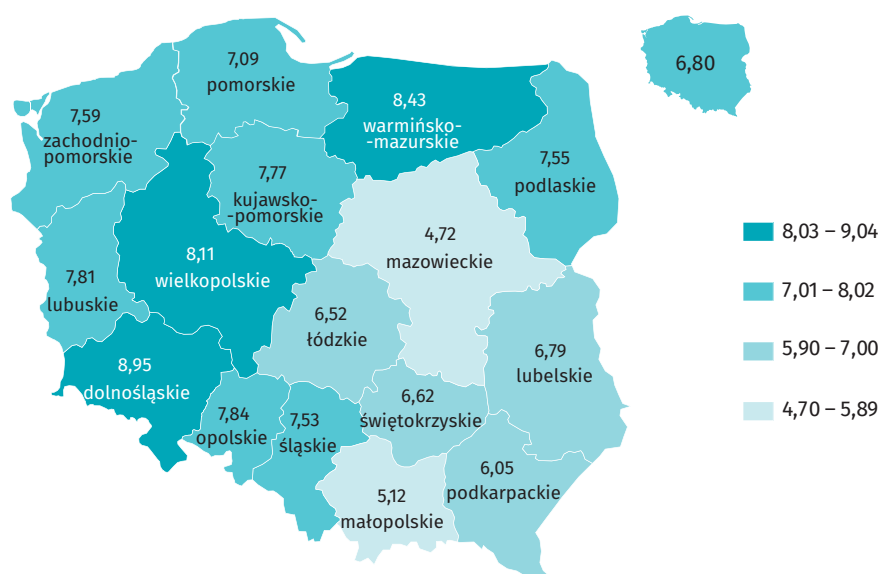 7,09
pomorskie
6,80
8,43
warmińsko-
-mazurskie
7,59
zachodnio-
pomorskie
7,55
podlaskie
7,77
kujawsko-
-pomorskie
4,72
mazowieckie
8,11
wielkopolskie
7,81
lubuskie
6,52
łódzkie
6,79
lubelskie
8,95
dolnośląskie
7,84
opolskie
7,53
śląskie
6,62
świętokrzyskie
6,05
podkarpackie
5,12
małopolskie
8,03 – 9,04
7,01 – 8,02
5,90 – 7,00
4,70 – 5,89